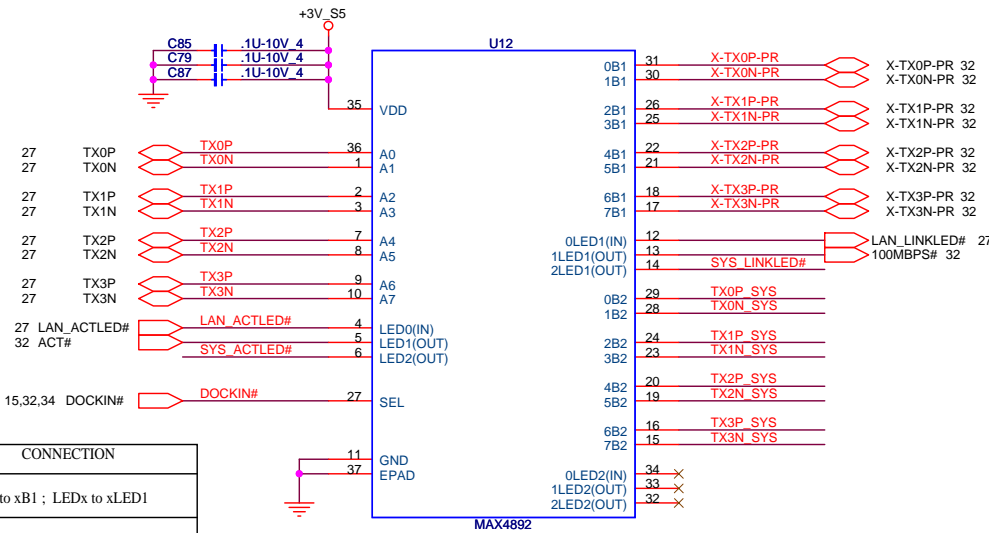 +3V_S5
C85 .1U-10V_4
C79 .1U-10V_4
C87 .1U-10V_4
U12
35 VDD
27 TX0P TX0P 36 A0
27 TX0N TX0N 1 A1
27 TX1P TX1P 2 A2
27 TX1N TX1N 3 A3
27 TX2P TX2P 7 A4
27 TX2N TX2N 8 A5
27 TX3P TX3P 9 A6
27 TX3N TX3N 10 A7
27 LAN_ACTLED# LAN_ACTLED# 4 LED0(IN)
32 ACT# 5 LED1(OUT)
SYS_ACTLED# 6 LED2(OUT)
15,32,34 DOCKIN# DOCKIN# 27 SEL
11 GND
37 EPAD
0B1 31 X-TX0P-PR X-TX0P-PR 32
1B1 30 X-TX0N-PR X-TX0N-PR 32
2B1 26 X-TX1P-PR X-TX1P-PR 32
3B1 25 X-TX1N-PR X-TX1N-PR 32
4B1 22 X-TX2P-PR X-TX2P-PR 32
5B1 21 X-TX2N-PR X-TX2N-PR 32
6B1 18 X-TX3P-PR X-TX3P-PR 32
7B1 17 X-TX3N-PR X-TX3N-PR 32
0LED1(IN) 12 LAN_LINKLED# 27
1LED1(OUT) 13 100MBPS# 32
2LED1(OUT) 14 SYS_LINKLED#
0B2 29 TX0P_SYS
1B2 28 TX0N_SYS
2B2 24 TX1P_SYS
3B2 23 TX1N_SYS
4B2 20 TX2P_SYS
5B2 19 TX2N_SYS
6B2 16 TX3P_SYS
7B2 15 TX3N_SYS
0LED2(IN) 34
1LED2(OUT) 33
2LED2(OUT) 32
MAX4892
CONNECTION
to xB1 ; LEDx to xLED1